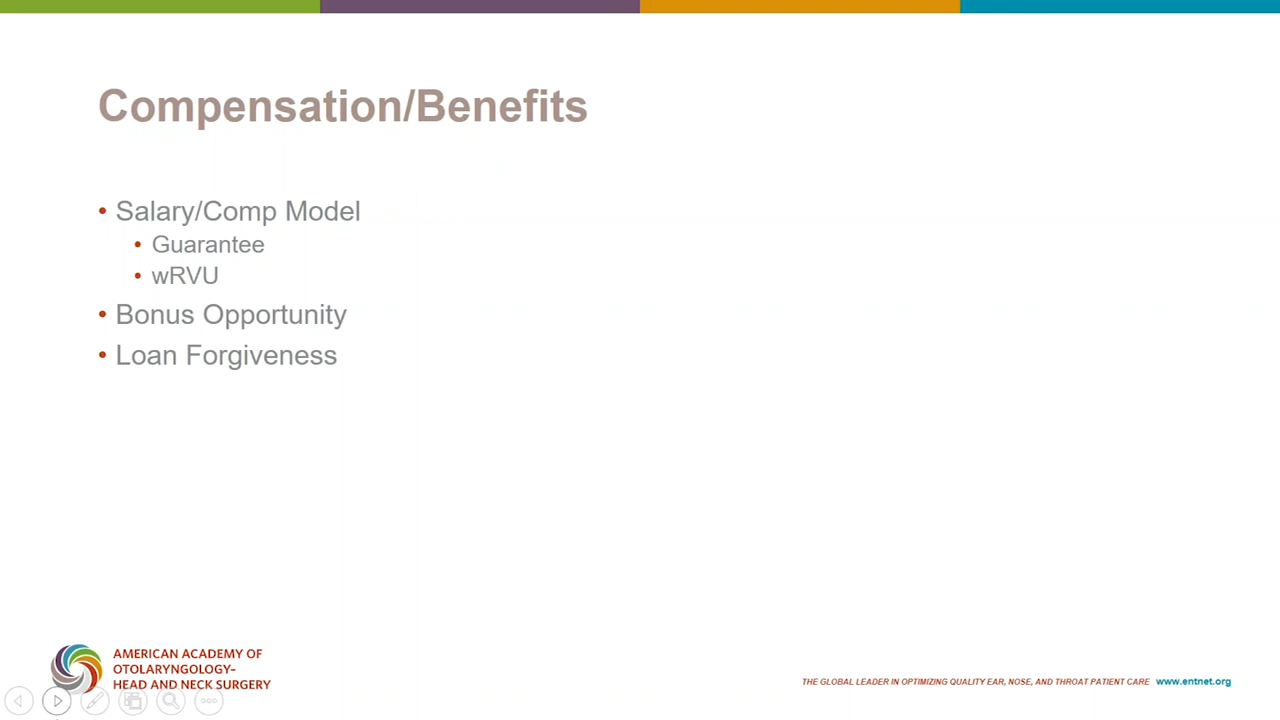 Compensation/Benefits
• Salary/Comp Model
• Guarantee
• wRVU
• Bonus Opportunity
• Loan Forgiveness
AMERICAN ACADEMY OF
OTOLARYNGOLOGY–
HEAD AND NECK SURGERY
THE GLOBAL LEADER IN OPTIMIZING QUALITY EAR, NOSE, AND THROAT PATIENT CARE www.entnet.org